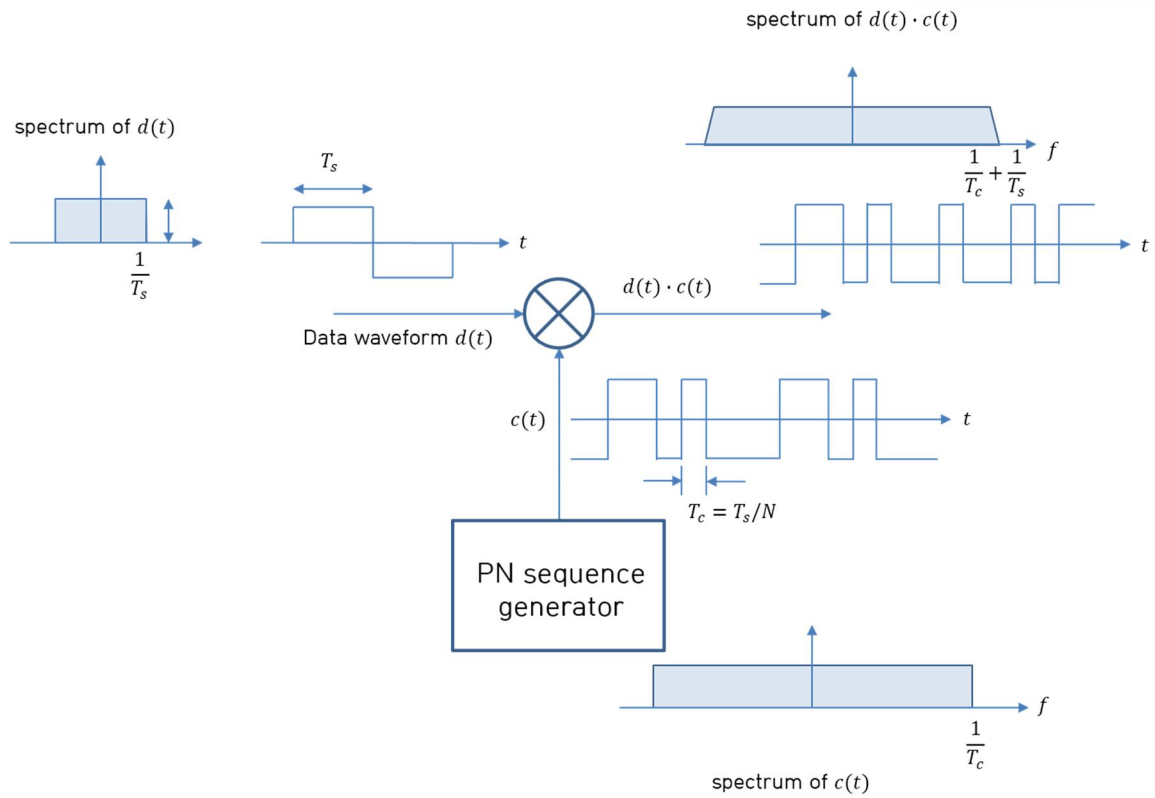 spectrum of d(t) · c(t)
spectrum of d(t)
f
1/T_c + 1/T_s
T_s
t
t
1/T_s
d(t) · c(t)
Data waveform d(t)
c(t)
t
T_c = T_s/N
PN sequence
generator
f
1/T_c
spectrum of c(t)